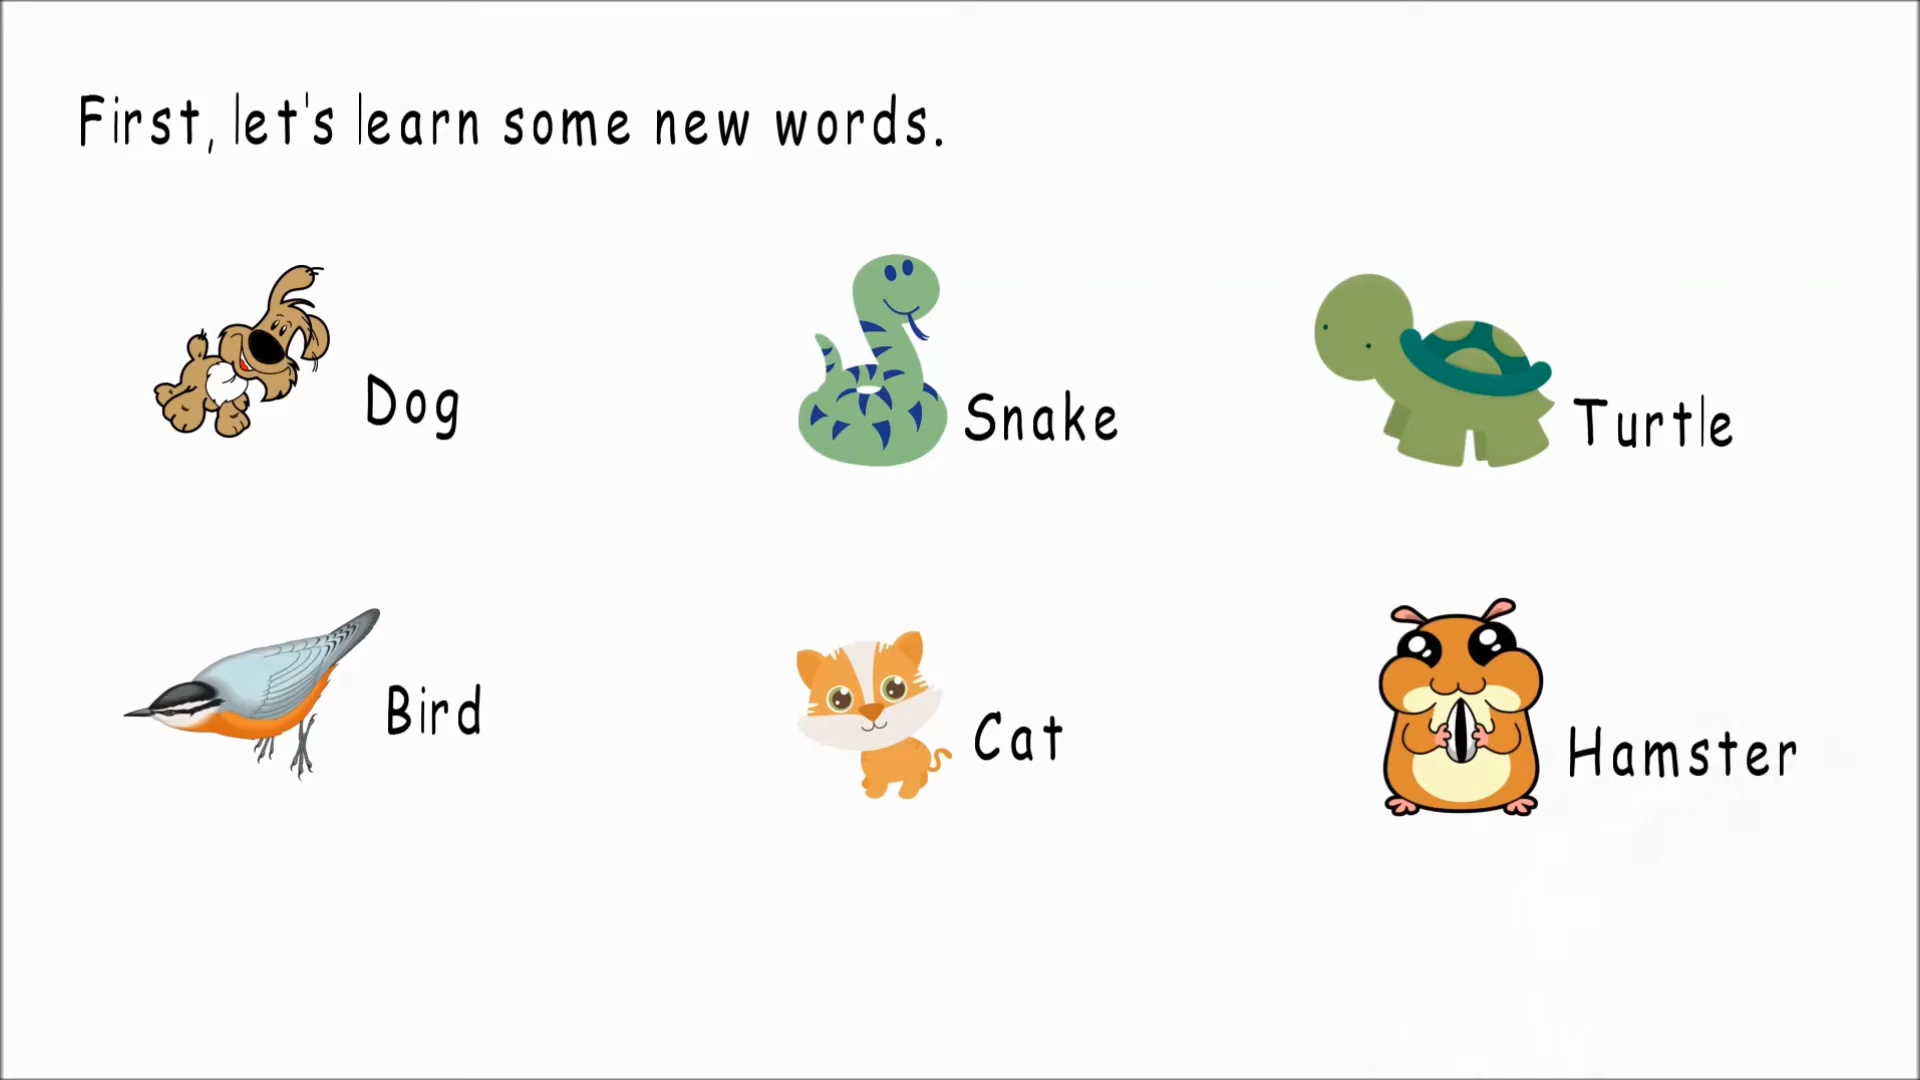 First, let's learn some new words.
Dog
Snake
Turtle
Bird
Cat
Hamster